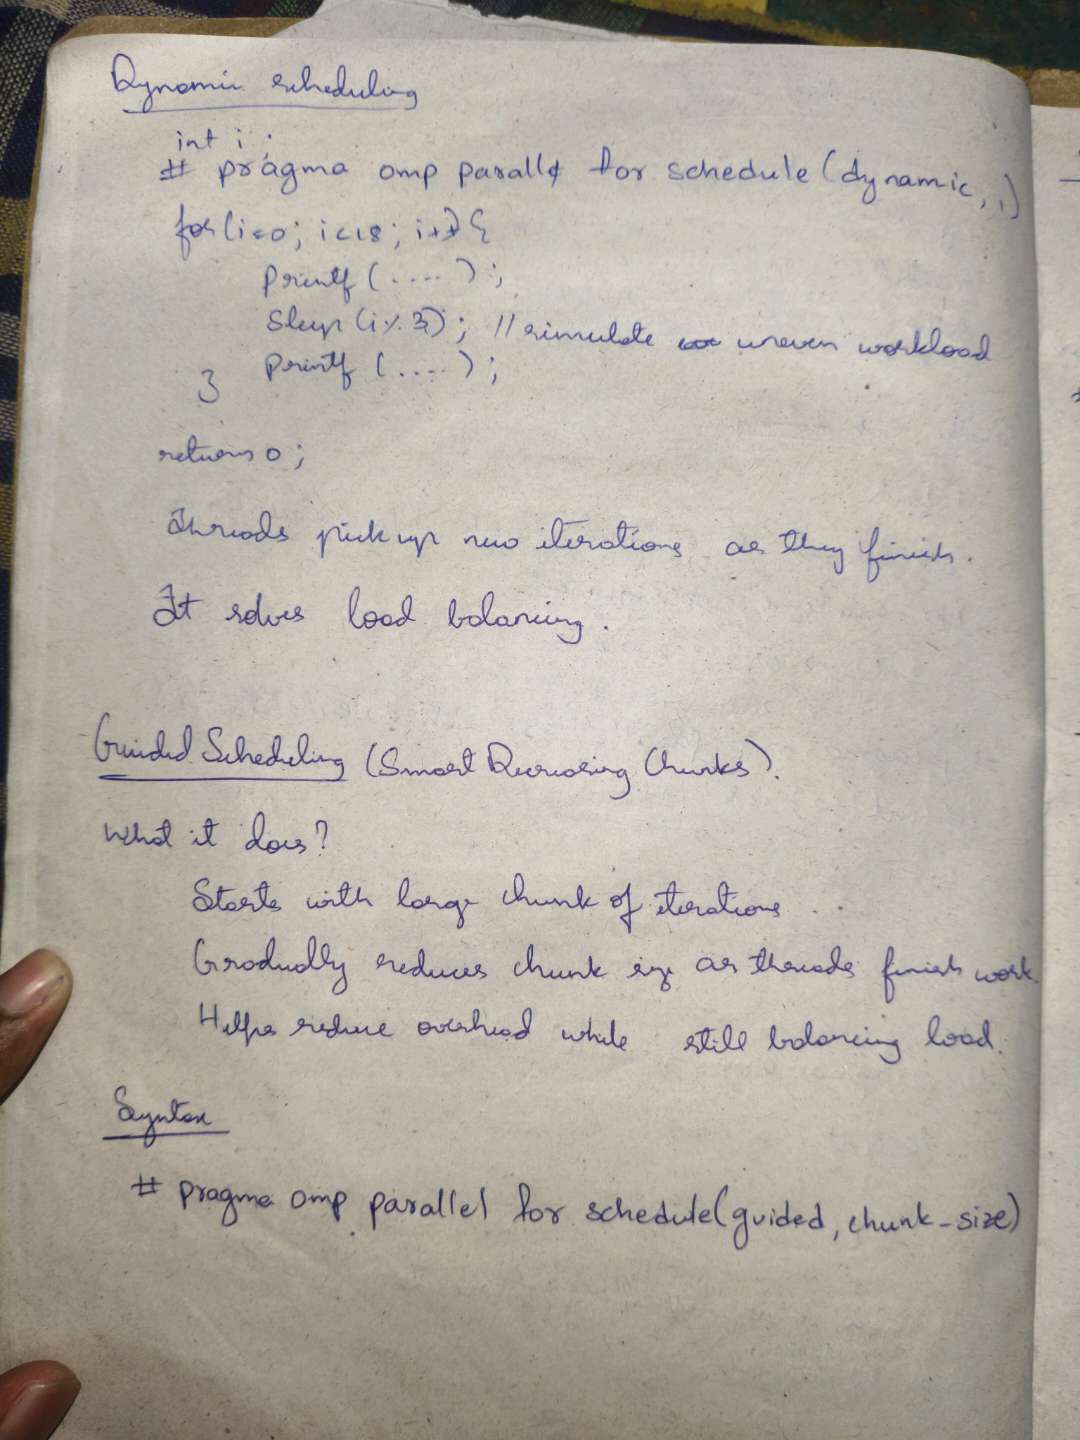 Dynamic scheduling
int i ;
# pragma omp parallel for schedule (dynamic, 1)
for (i=0; i<18; i++) {
printf (....) ;
Sleep (i % 3) ; // simulate uneven workload
printf (....) ;
}
return 0 ;
Threads pick up new iterations as they finish.
It solves load balancing.
Guided Scheduling (Smart Decreasing Chunks).
What it does?
Starts with large chunk of iterations
Gradually reduces chunk size as threads finish work.
Helps reduce overhead while still balancing load.
Syntax
# pragma omp parallel for schedule(guided, chunk-size)